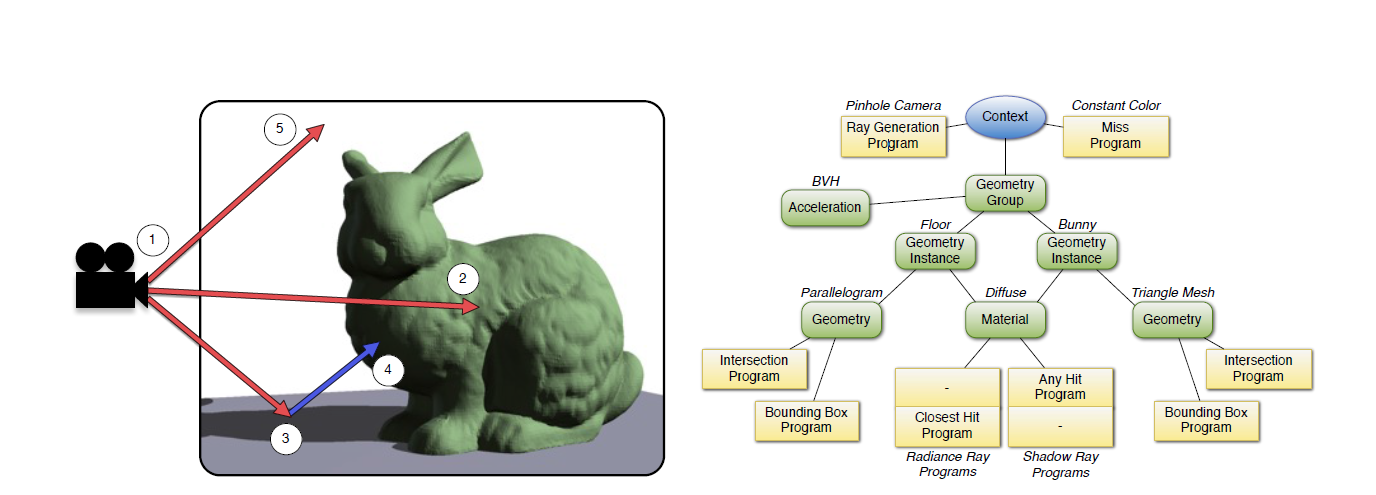 5
1
2
4
3
Pinhole Camera
Constant Color
Context
Ray Generation
Program
Miss
Program
BVH
Acceleration
Geometry
Group
Floor
Bunny
Geometry
Instance
Geometry
Instance
Parallelogram
Diffuse
Triangle Mesh
Geometry
Material
Geometry
Intersection
Program
Bounding Box
Program
-
Closest Hit
Program
Any Hit
Program
-
Intersection
Program
Bounding Box
Program
Radiance Ray
Programs
Shadow Ray
Programs